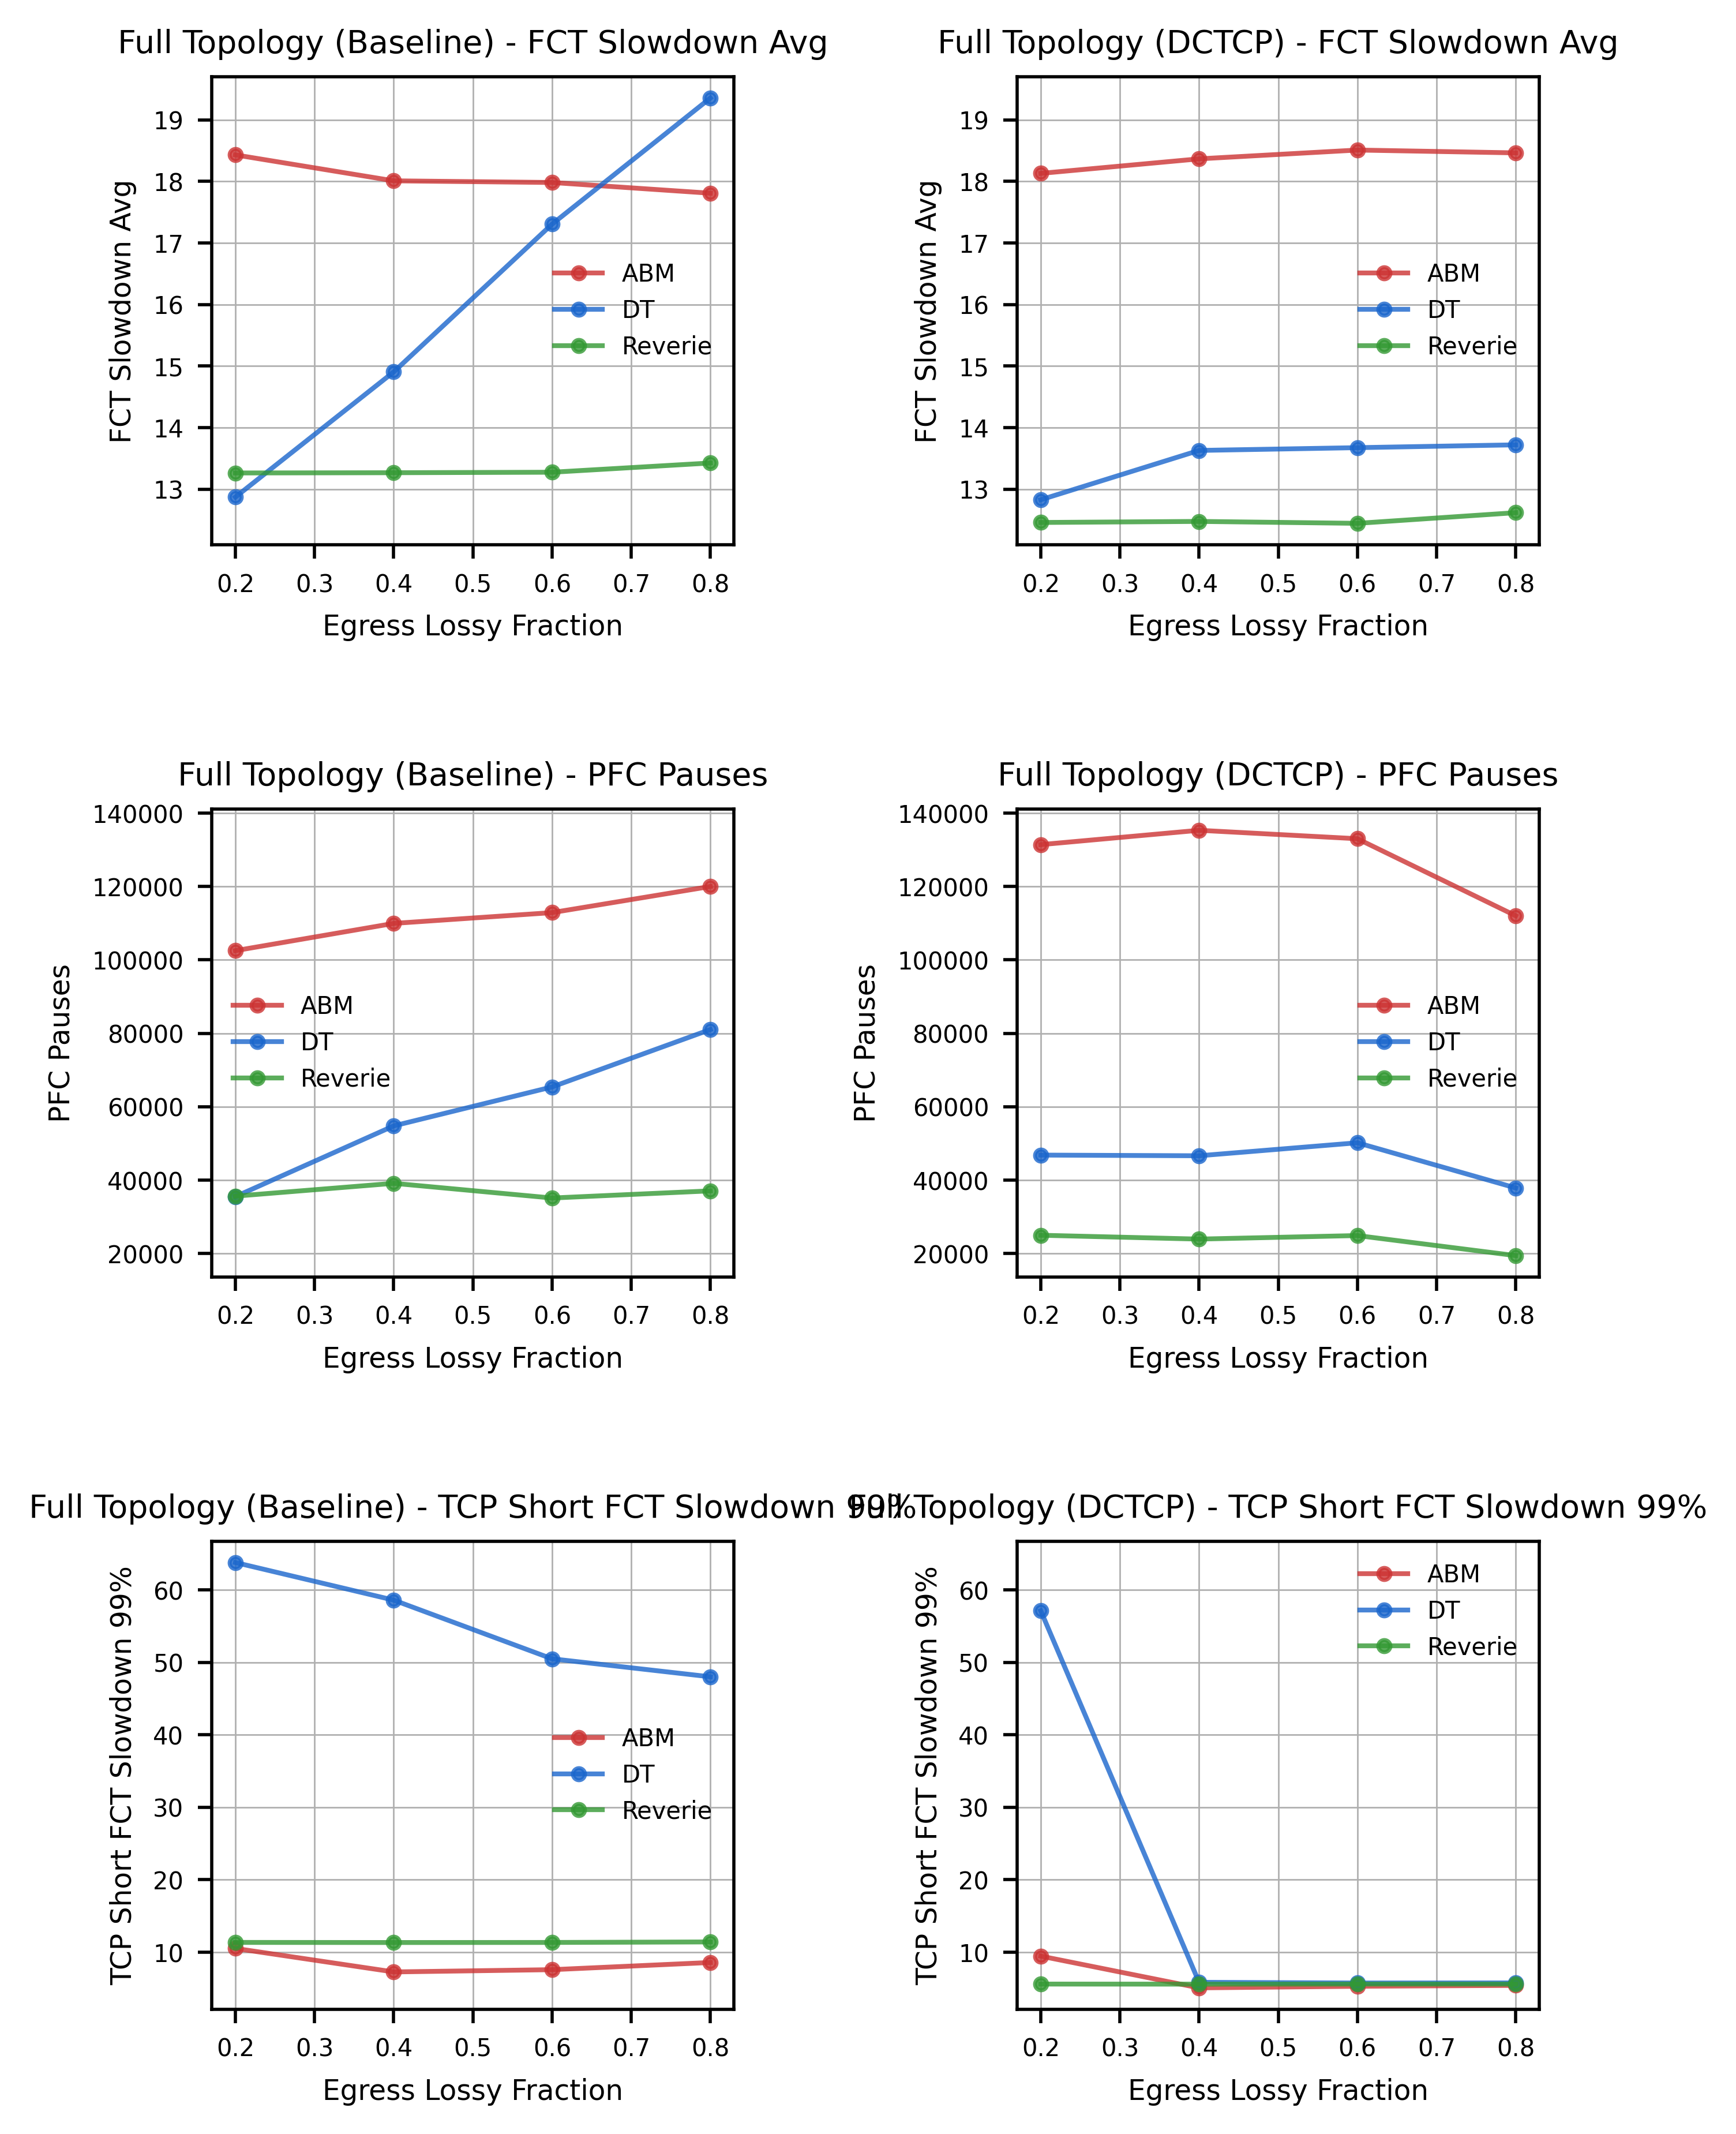 Full Topology (Baseline) - FCT Slowdown Avg
FCT Slowdown Avg
19
18
17
16
15
14
13
ABM
DT
Reverie
0.2 0.3 0.4 0.5 0.6 0.7 0.8
Egress Lossy Fraction
Full Topology (DCTCP) - FCT Slowdown Avg
FCT Slowdown Avg
19
18
17
16
15
14
13
ABM
DT
Reverie
0.2 0.3 0.4 0.5 0.6 0.7 0.8
Egress Lossy Fraction
Full Topology (Baseline) - PFC Pauses
PFC Pauses
140000
120000
100000
80000
60000
40000
20000
ABM
DT
Reverie
0.2 0.3 0.4 0.5 0.6 0.7 0.8
Egress Lossy Fraction
Full Topology (DCTCP) - PFC Pauses
PFC Pauses
140000
120000
100000
80000
60000
40000
20000
ABM
DT
Reverie
0.2 0.3 0.4 0.5 0.6 0.7 0.8
Egress Lossy Fraction
Full Topology (Baseline) - TCP Short FCT Slowdown 99%
TCP Short FCT Slowdown 99%
60
50
40
30
20
10
ABM
DT
Reverie
0.2 0.3 0.4 0.5 0.6 0.7 0.8
Egress Lossy Fraction
Full Topology (DCTCP) - TCP Short FCT Slowdown 99%
TCP Short FCT Slowdown 99%
60
50
40
30
20
10
ABM
DT
Reverie
0.2 0.3 0.4 0.5 0.6 0.7 0.8
Egress Lossy Fraction